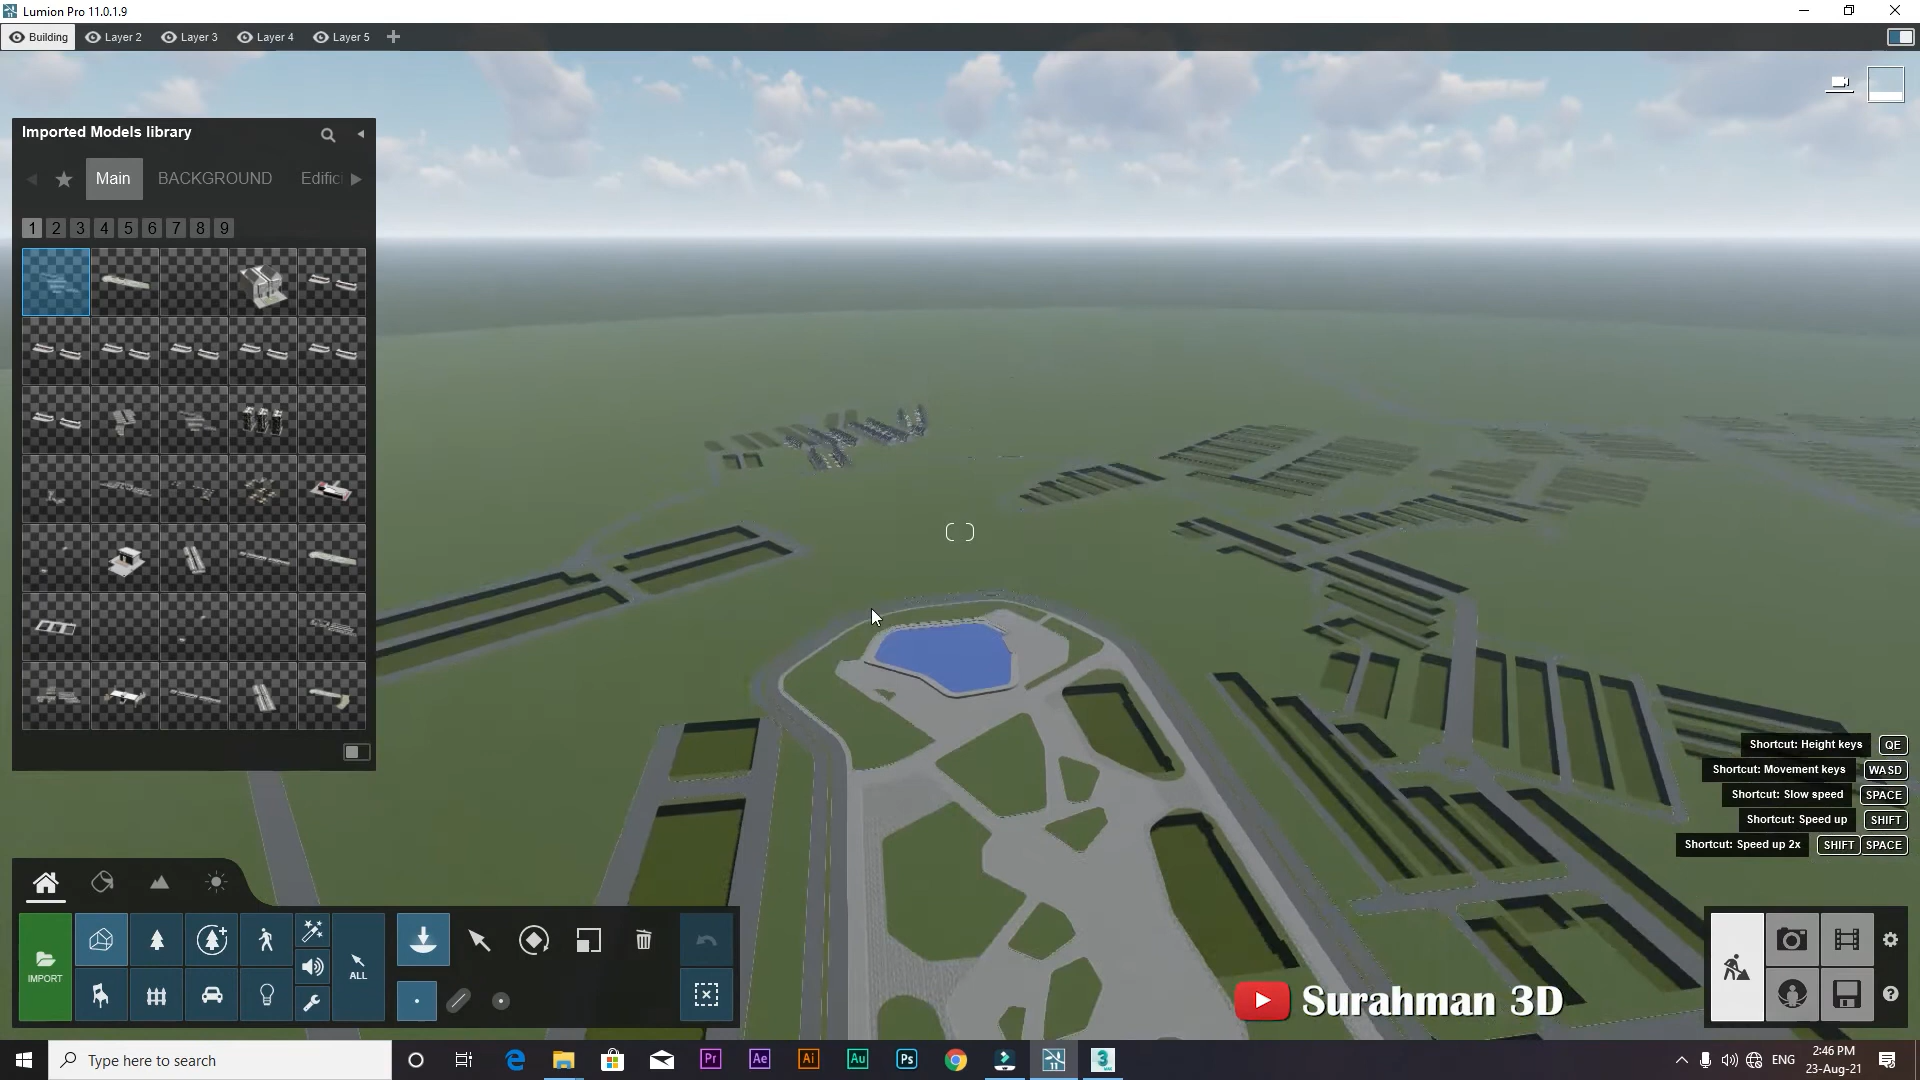 Lumion Pro 11.0.1.9
Building
Layer 2
Layer 3
Layer 4
Layer 5
Imported Models library
Main
BACKGROUND
Edific
1 2 3 4 5 6 7 8 9
Shortcut: Height keys QE
Shortcut: Movement keys WASD
Shortcut: Slow speed SPACE
Shortcut: Speed up SHIFT
Shortcut: Speed up 2x SHIFT SPACE
IMPORT
ALL
Surahman 3D
Type here to search
Pr
Ae
Ai
Au
Ps
11
3
ENG
2:46 PM
23-Aug-21